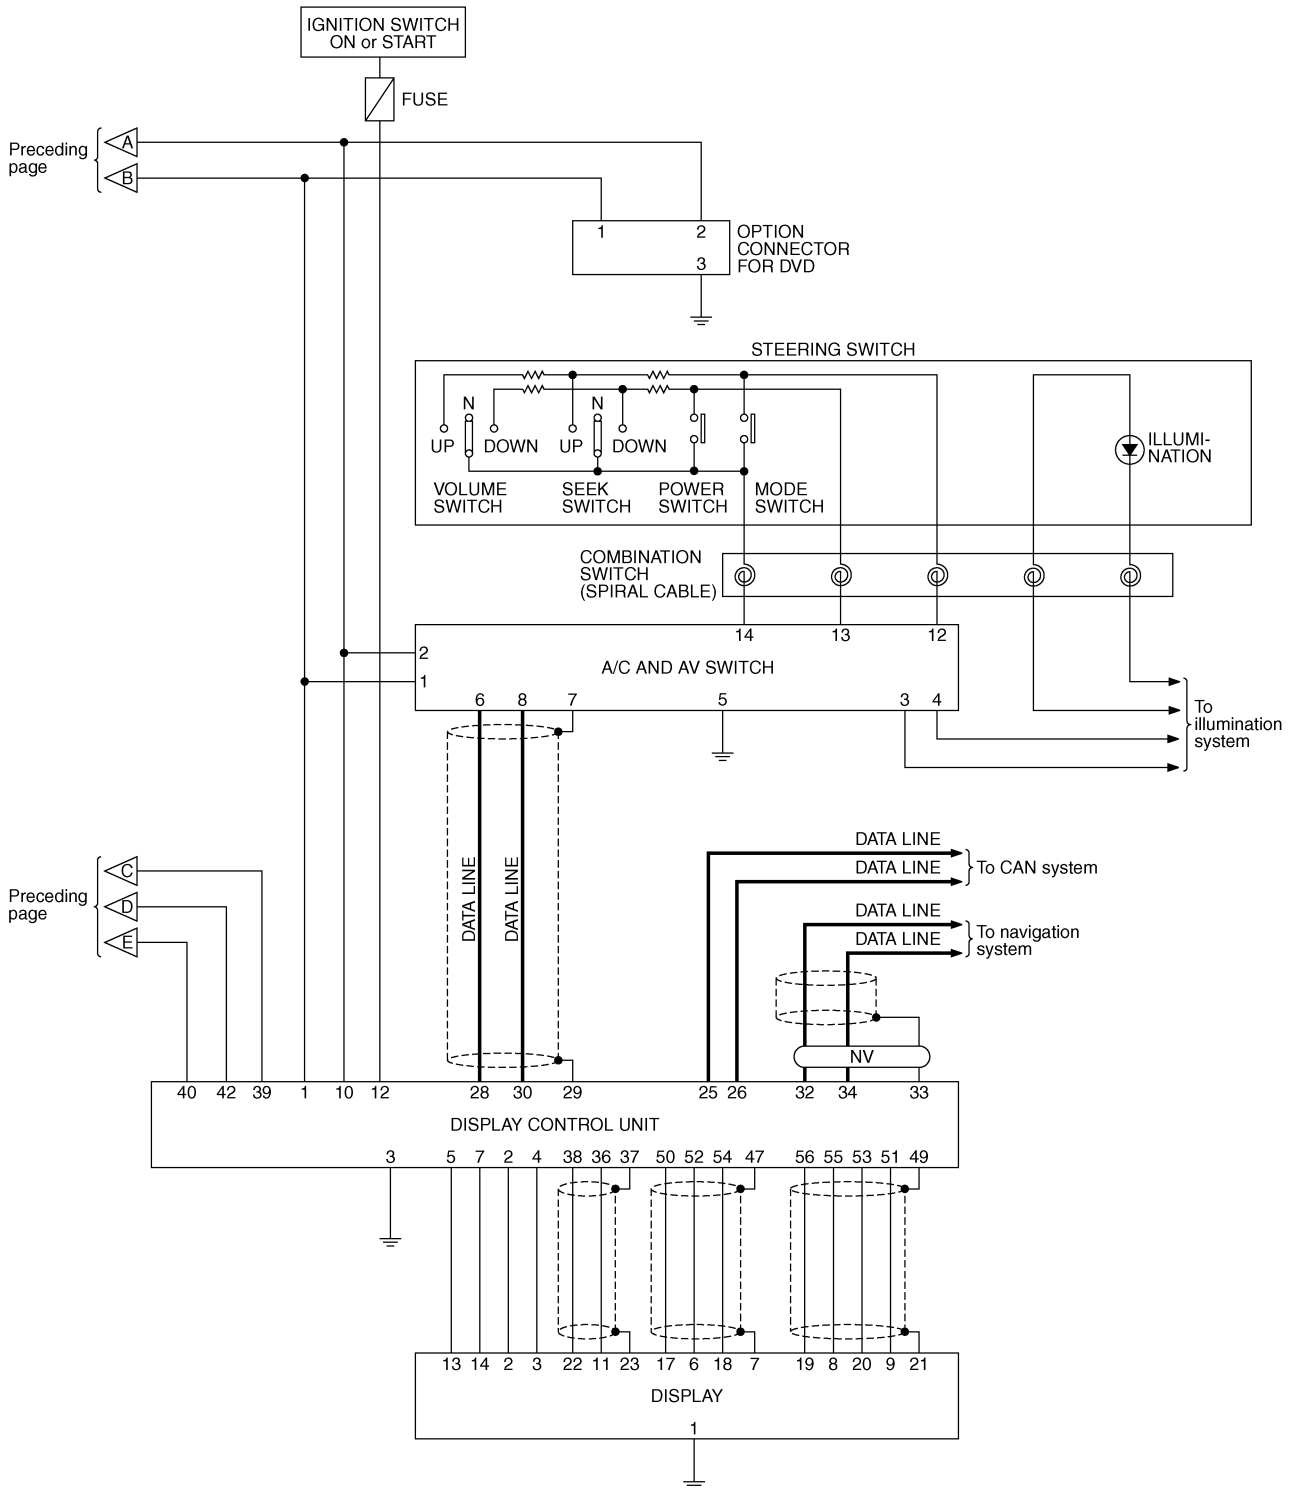 IGNITION SWITCH
ON or START
FUSE
Preceding
page
A
B
1 2
3
OPTION
CONNECTOR
FOR DVD
STEERING SWITCH
N N
UP DOWN UP DOWN
ILLUMI-
NATION
VOLUME
SWITCH
SEEK
SWITCH
POWER
SWITCH
MODE
SWITCH
COMBINATION
SWITCH
(SPIRAL CABLE)
14 13 12
2
1
A/C AND AV SWITCH
6 8 7 5 3 4
To
illumination
system
DATA LINE
DATA LINE
DATA LINE
DATA LINE
To CAN system
DATA LINE
DATA LINE
To navigation
system
Preceding
page
C
D
E
NV
40 42 39 1 10 12 28 30 29 25 26 32 34 33
DISPLAY CONTROL UNIT
3 5 7 2 4 38 36 37 50 52 54 47 56 55 53 51 49
13 14 2 3 22 11 23 17 6 18 7 19 8 20 9 21
DISPLAY
1